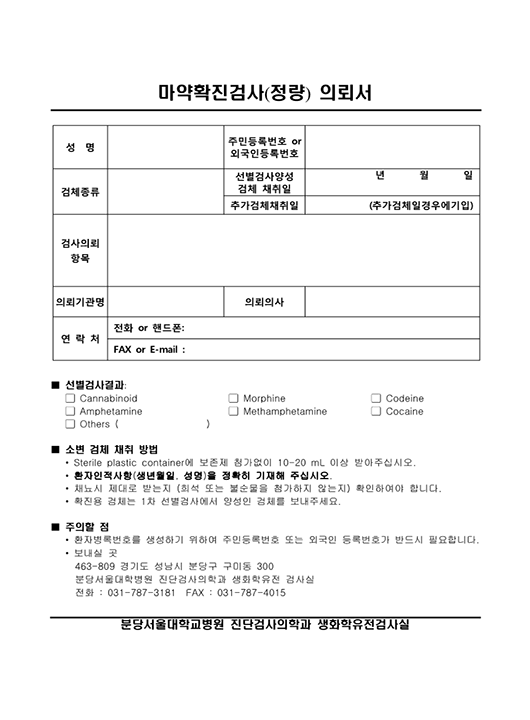 마약확진검사(정량) 의뢰서
성 명
주민등록번호 or
외국인등록번호
검체종류
선별검사양성
검체 채취일
년 월 일
추가검체채취일
(추가검체일경우에기입)
검사의뢰
항목
의뢰기관명
의뢰의사
연 락 처
전화 or 핸드폰:
FAX or E-mail :
■ 선별검사결과:
□ Cannabinoid □ Morphine □ Codeine
□ Amphetamine □ Methamphetamine □ Cocaine
□ Others ( )
■ 소변 검체 채취 방법
• Sterile plastic container에 보존제 첨가없이 10-20 mL 이상 받아주십시오.
• 환자인적사항(생년월일, 성명)을 정확히 기재해 주십시오.
• 채뇨시 제대로 받는지 (희석 또는 불순물을 첨가하지 않는지) 확인하여야 합니다.
• 확진용 검체는 1차 선별검사에서 양성인 검체를 보내주세요.
■ 주의할 점
• 환자병록번호를 생성하기 위하여 주민등록번호 또는 외국인 등록번호가 반드시 필요합니다.
• 보내실 곳
463-809 경기도 성남시 분당구 구미동 300
분당서울대학병원 진단검사의학과 생화학유전 검사실
전화 : 031-787-3181 FAX : 031-787-4015
분당서울대학교병원 진단검사의학과 생화학유전검사실